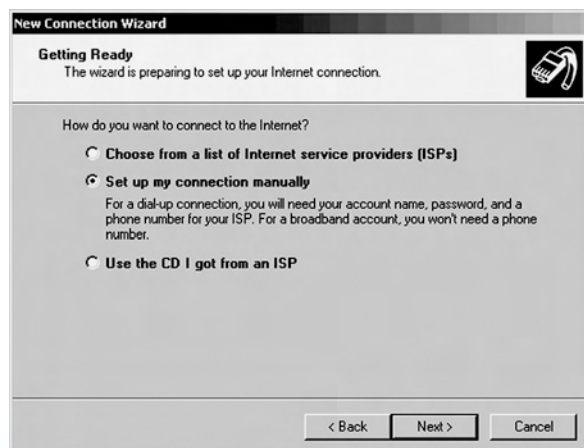 New Connection Wizard
Getting Ready
The wizard is preparing to set up your Internet connection.
How do you want to connect to the Internet?
Choose from a list of Internet service providers (ISPs)
Set up my connection manually
For a dial-up connection, you will need your account name, password, and a
phone number for your ISP. For a broadband account, you won't need a phone
number.
Use the CD I got from an ISP
< Back Next > Cancel